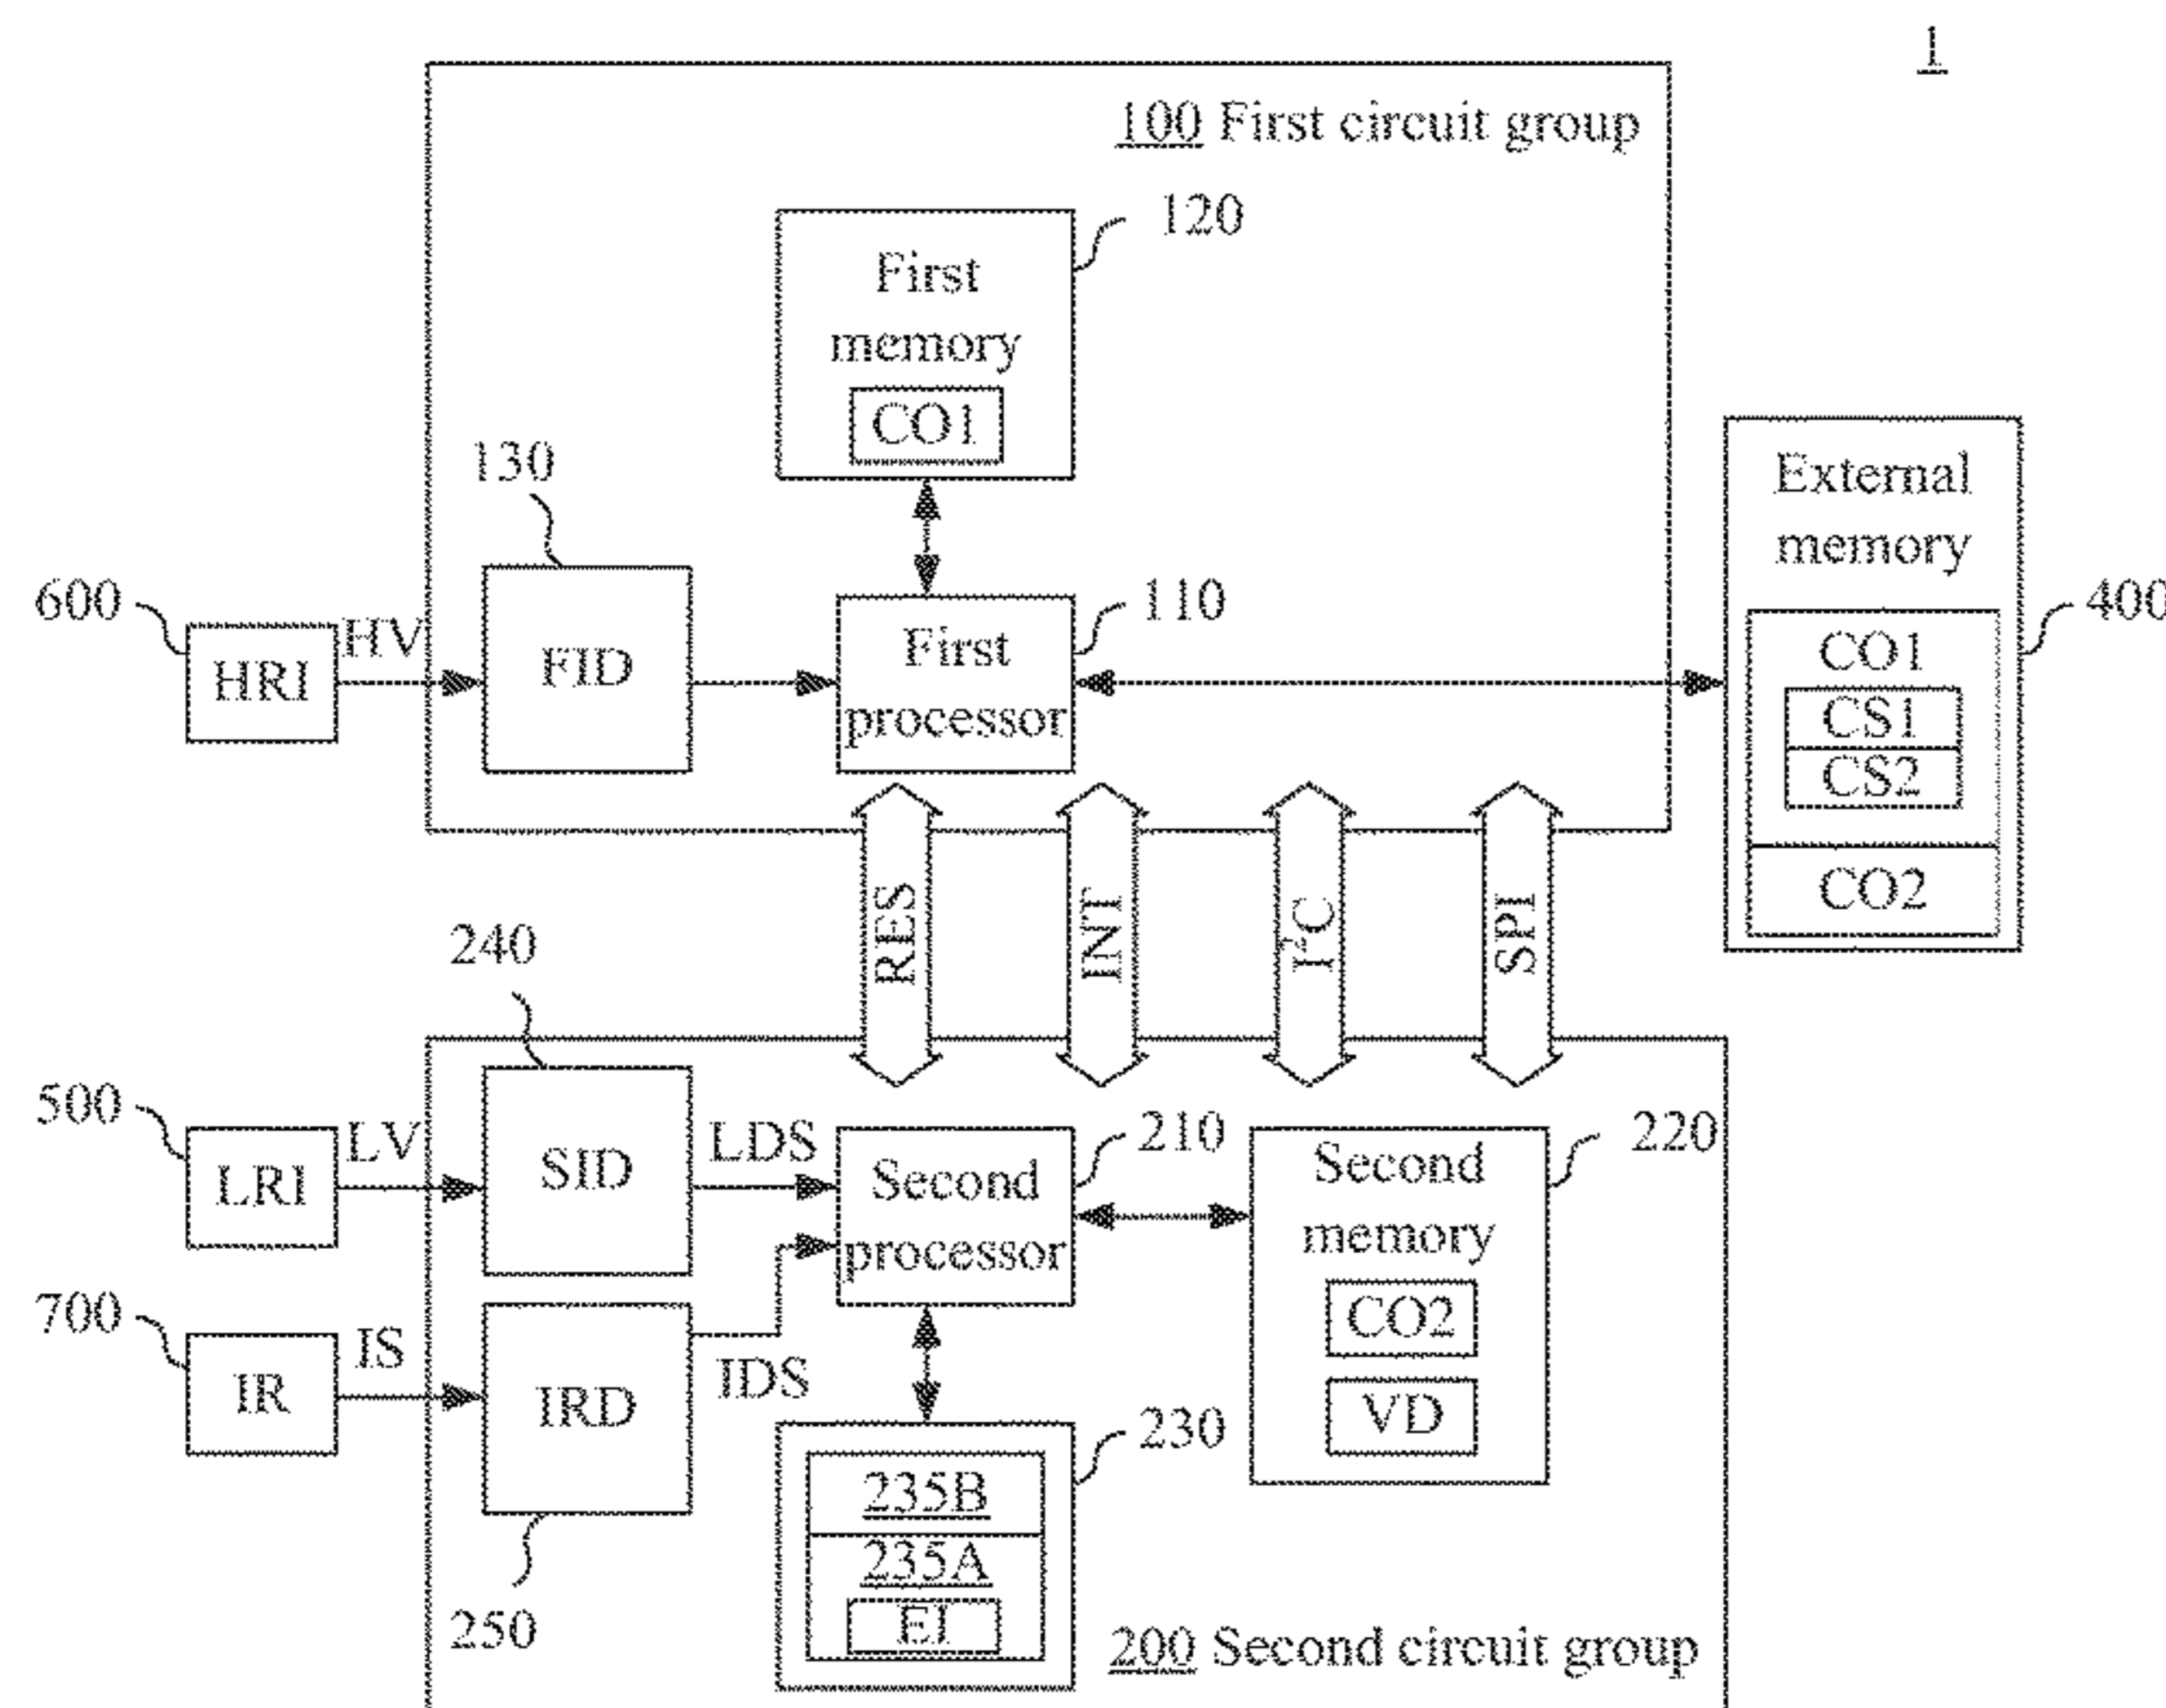 1
100 First circuit group
120
First
memory
CO1
130
External
memory
600
HV
HRI
FID
110
First
processor
400
CO1
CS1
CS2
CO2
RES
INT
I²C
SPI
240
500
LV
LRI
SID
LDS
210
Second
processor
220
Second
memory
CO2
VD
700
IS
IR
IRD
IDS
230
235B
235A
EI
250
200 Second circuit group